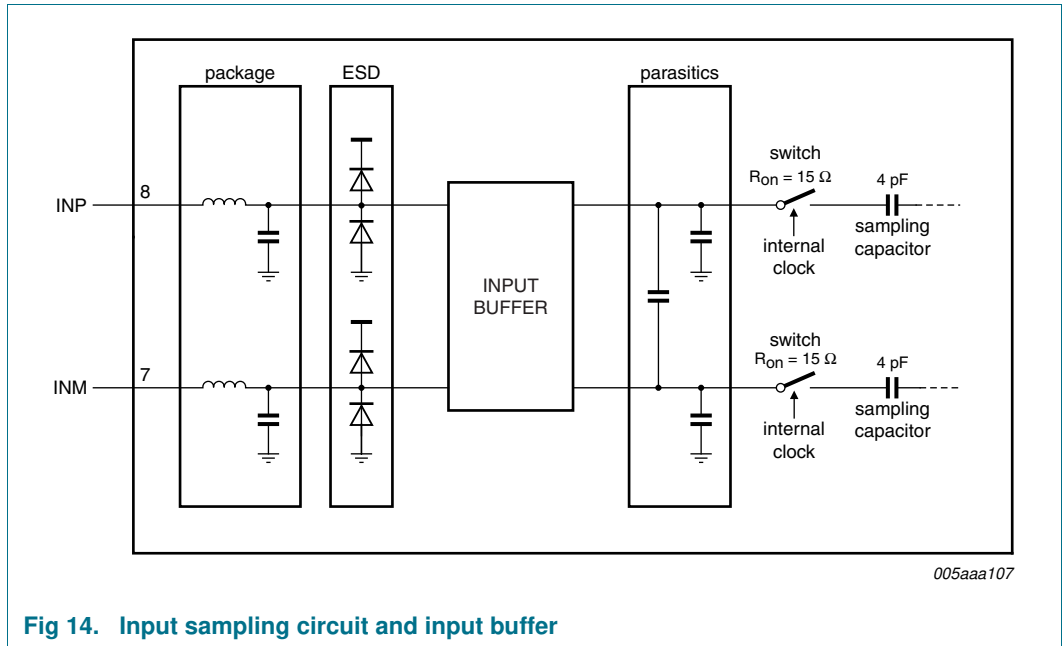 package
ESD
parasitics
switch
Ron = 15 Ω
4 pF
INP
8
sampling
capacitor
internal
clock
INPUT
BUFFER
switch
Ron = 15 Ω
4 pF
INM
7
sampling
capacitor
internal
clock
005aaa107
Fig 14. Input sampling circuit and input buffer